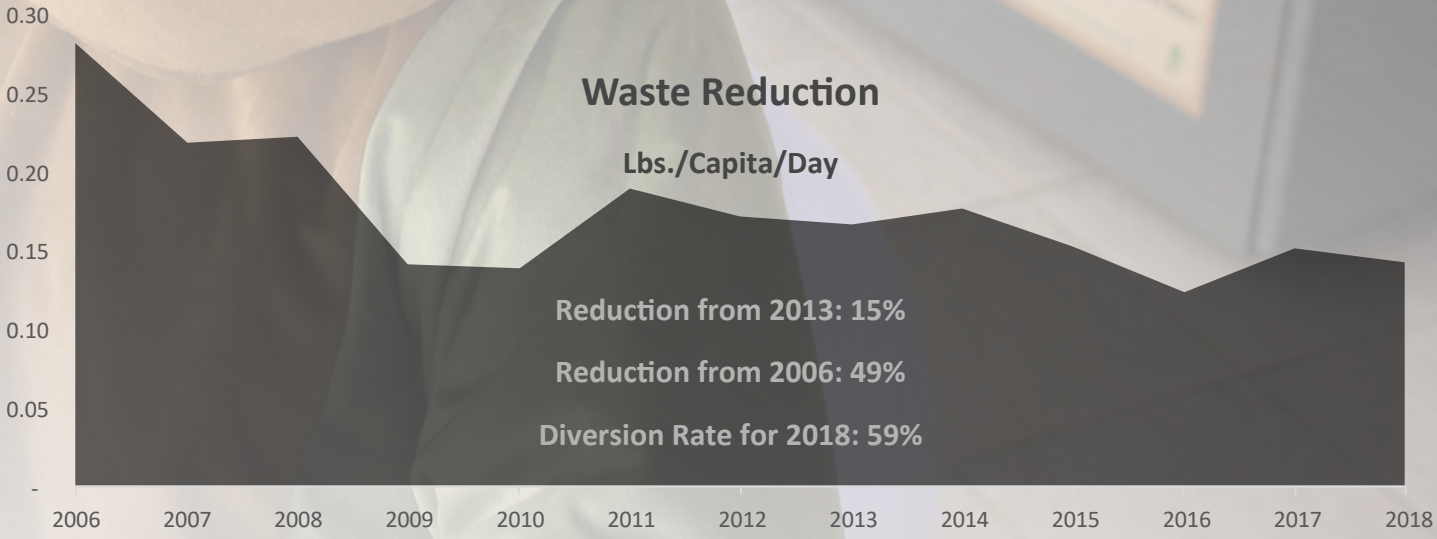 Waste Reduction
Lbs./Capita/Day
0.30
0.25
0.20
0.15
0.10
0.05
-
Reduction from 2013: 15%
Reduction from 2006: 49%
Diversion Rate for 2018: 59%
2006 2007 2008 2009 2010 2011 2012 2013 2014 2015 2016 2017 2018